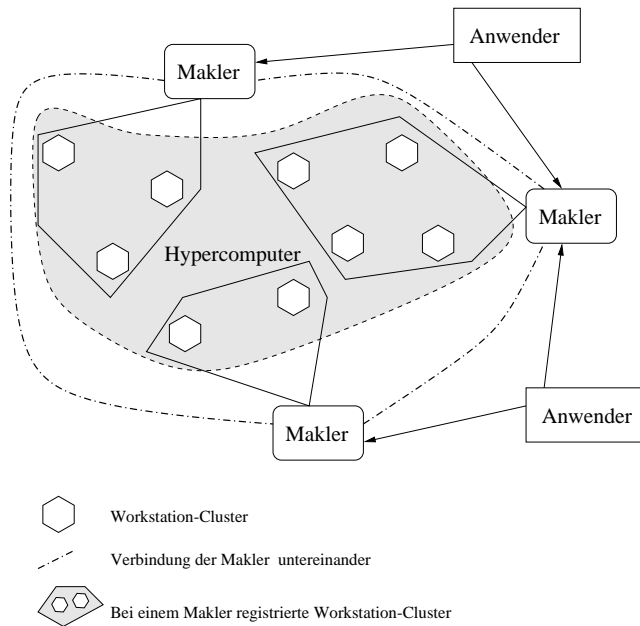 Anwender
Makler
Makler
Hypercomputer
Anwender
Makler
Workstation-Cluster
Verbindung der Makler untereinander
Bei einem Makler registrierte Workstation-Cluster